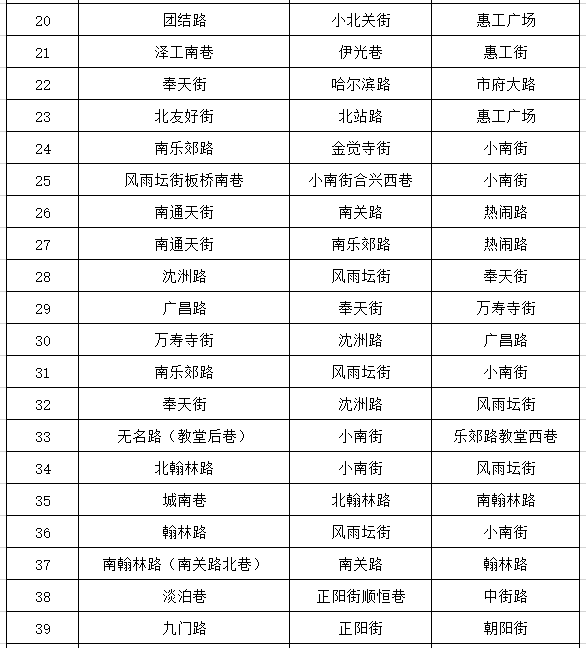 20 团结路 小北关街 惠工广场
21 泽工南巷 伊光巷 惠工街
22 奉天街 哈尔滨路 市府大路
23 北友好街 北站路 惠工广场
24 南乐郊路 金觉寺街 小南街
25 风雨坛街板桥南巷 小南街合兴西巷 小南街
26 南通天街 南关路 热闹路
27 南通天街 南乐郊路 热闹路
28 沈洲路 风雨坛街 奉天街
29 广昌路 奉天街 万寿寺街
30 万寿寺街 沈洲路 广昌路
31 南乐郊路 风雨坛街 小南街
32 奉天街 沈洲路 风雨坛街
33 无名路（教堂后巷） 小南街 乐郊路教堂西巷
34 北翰林路 小南街 风雨坛街
35 城南巷 北翰林路 南翰林路
36 翰林路 风雨坛街 小南街
37 南翰林路（南关路北巷） 南关路 翰林路
38 淡泊巷 正阳街顺恒巷 中街路
39 九门路 正阳街 朝阳街